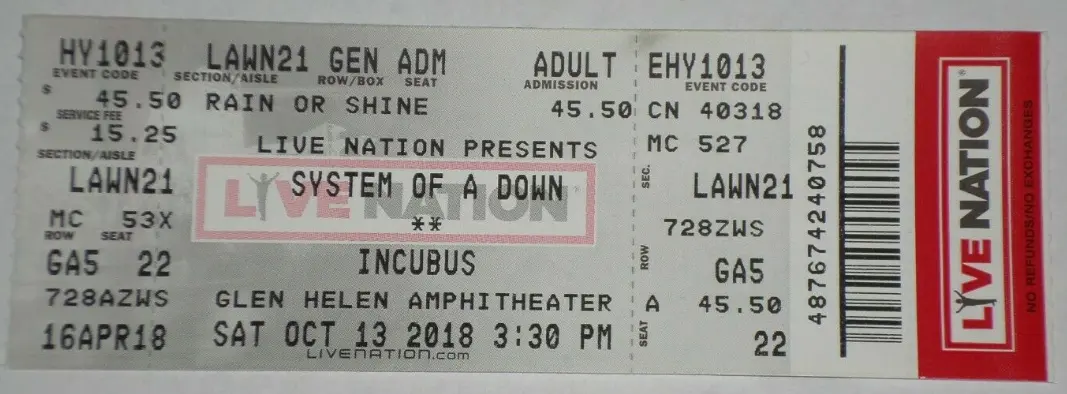 HY1013 LAWN21 GEN ADM ADULT EHY1013
EVENT CODE SECTION/AISLE ROW/BOX SEAT ADMISSION EVENT CODE
$ 45.50 RAIN OR SHINE 45.50 CN 40318
SERVICE FEE
$ 15.25 LIVE NATION PRESENTS MC 527
SECTION/AISLE
LAWN21 LIVE NATION SYSTEM OF A DOWN SEC. LAWN21
MC 53X ** 728ZWS
ROW SEAT
GA5 22 INCUBUS ROW GA5
728AZWS GLEN HELEN AMPHITHEATER A 45.50
16APR18 SAT OCT 13 2018 3:30 PM SEAT 22
LIVENATION.com
48767424240758
LIVE NATION®
NO REFUNDS/NO EXCHANGES